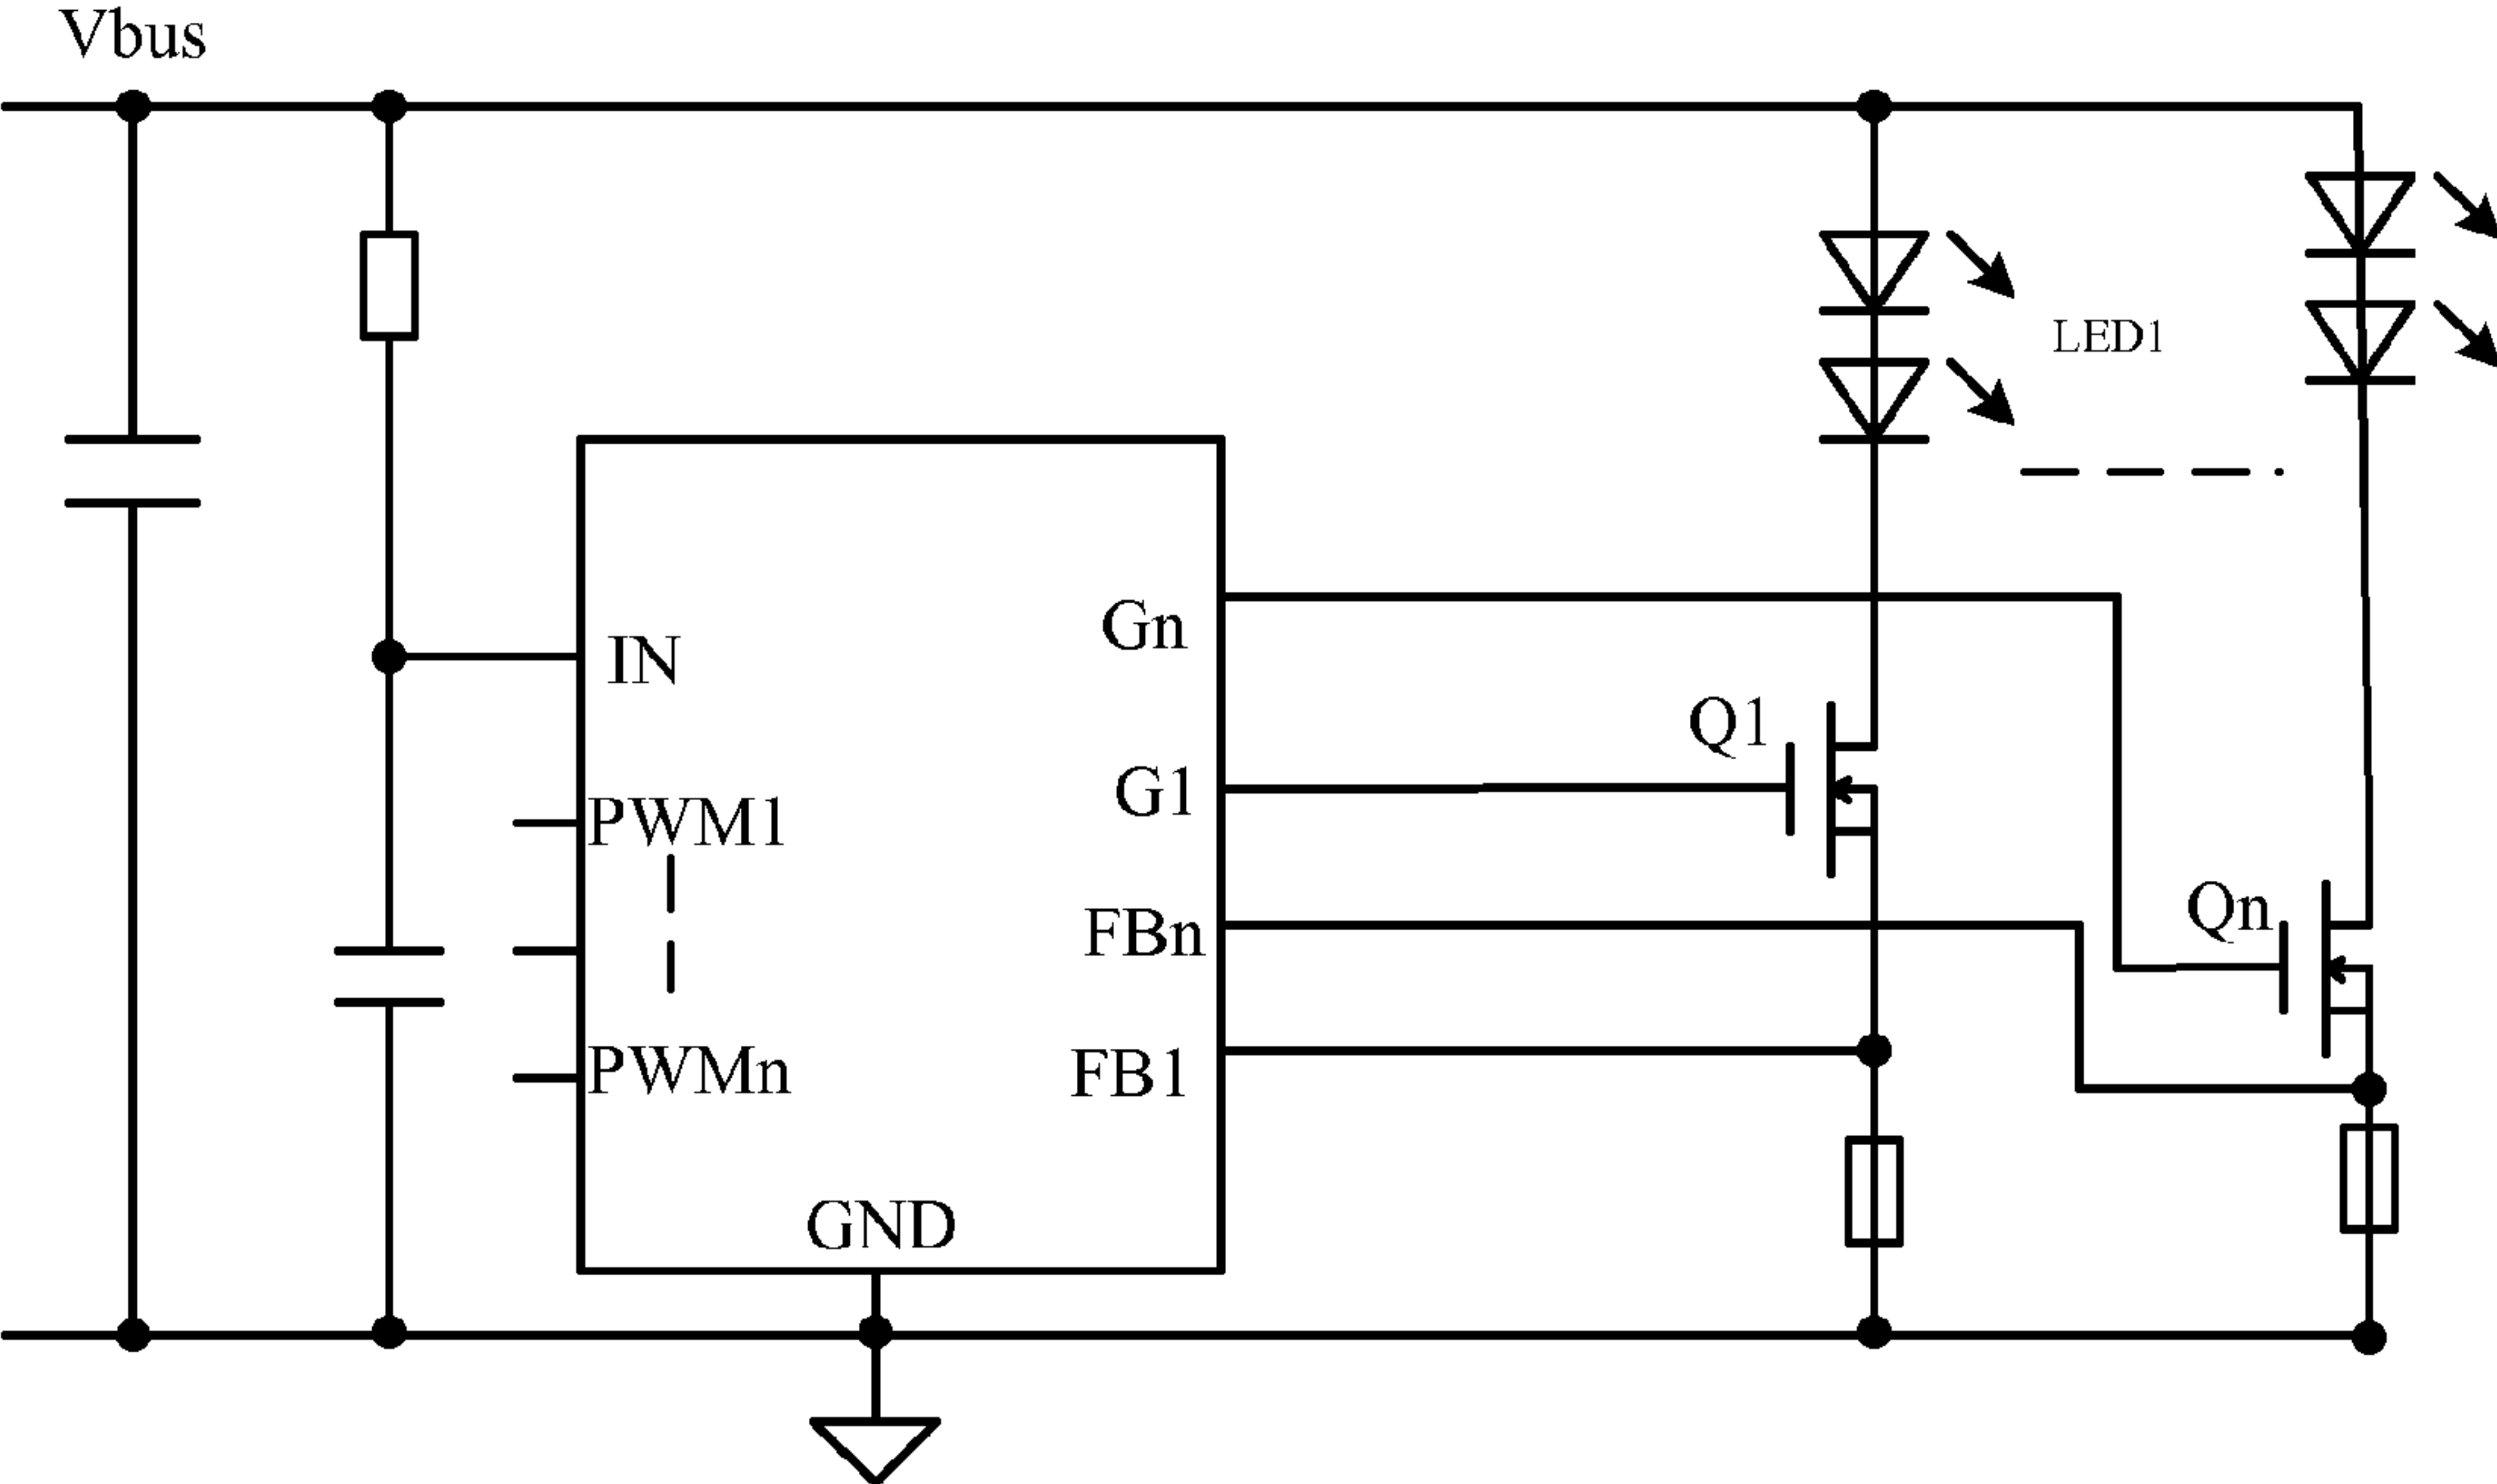 Vbus
LED1
Gn
IN
Q1
G1
PWM1
Qn
FBn
PWMn
FB1
GND